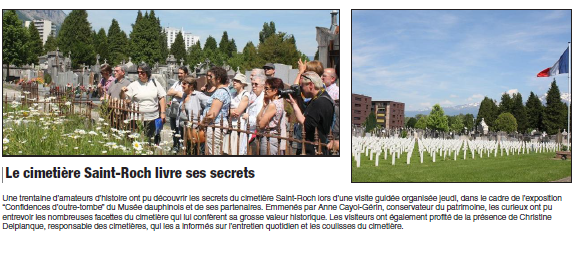 Le cimetière Saint-Roch livre ses secrets
Une trentaine d'amateurs d'histoire ont pu découvrir les secrets du cimetière Saint-Roch lors d'une visite guidée organisée jeudi, dans le cadre de l'exposition
"Confidences d'outre-tombe" du Musée dauphinois et de ses partenaires. Emmenés par Anne Cayol-Gérin, conservateur du patrimoine, les curieux ont pu
entrevoir les nombreuses facettes du cimetière qui lui confèrent sa grosse valeur historique. Les visiteurs ont également profité de la présence de Christine
Delplanque, responsable des cimetières, qui les a informés sur l'entretien quotidien et les coulisses du cimetière.